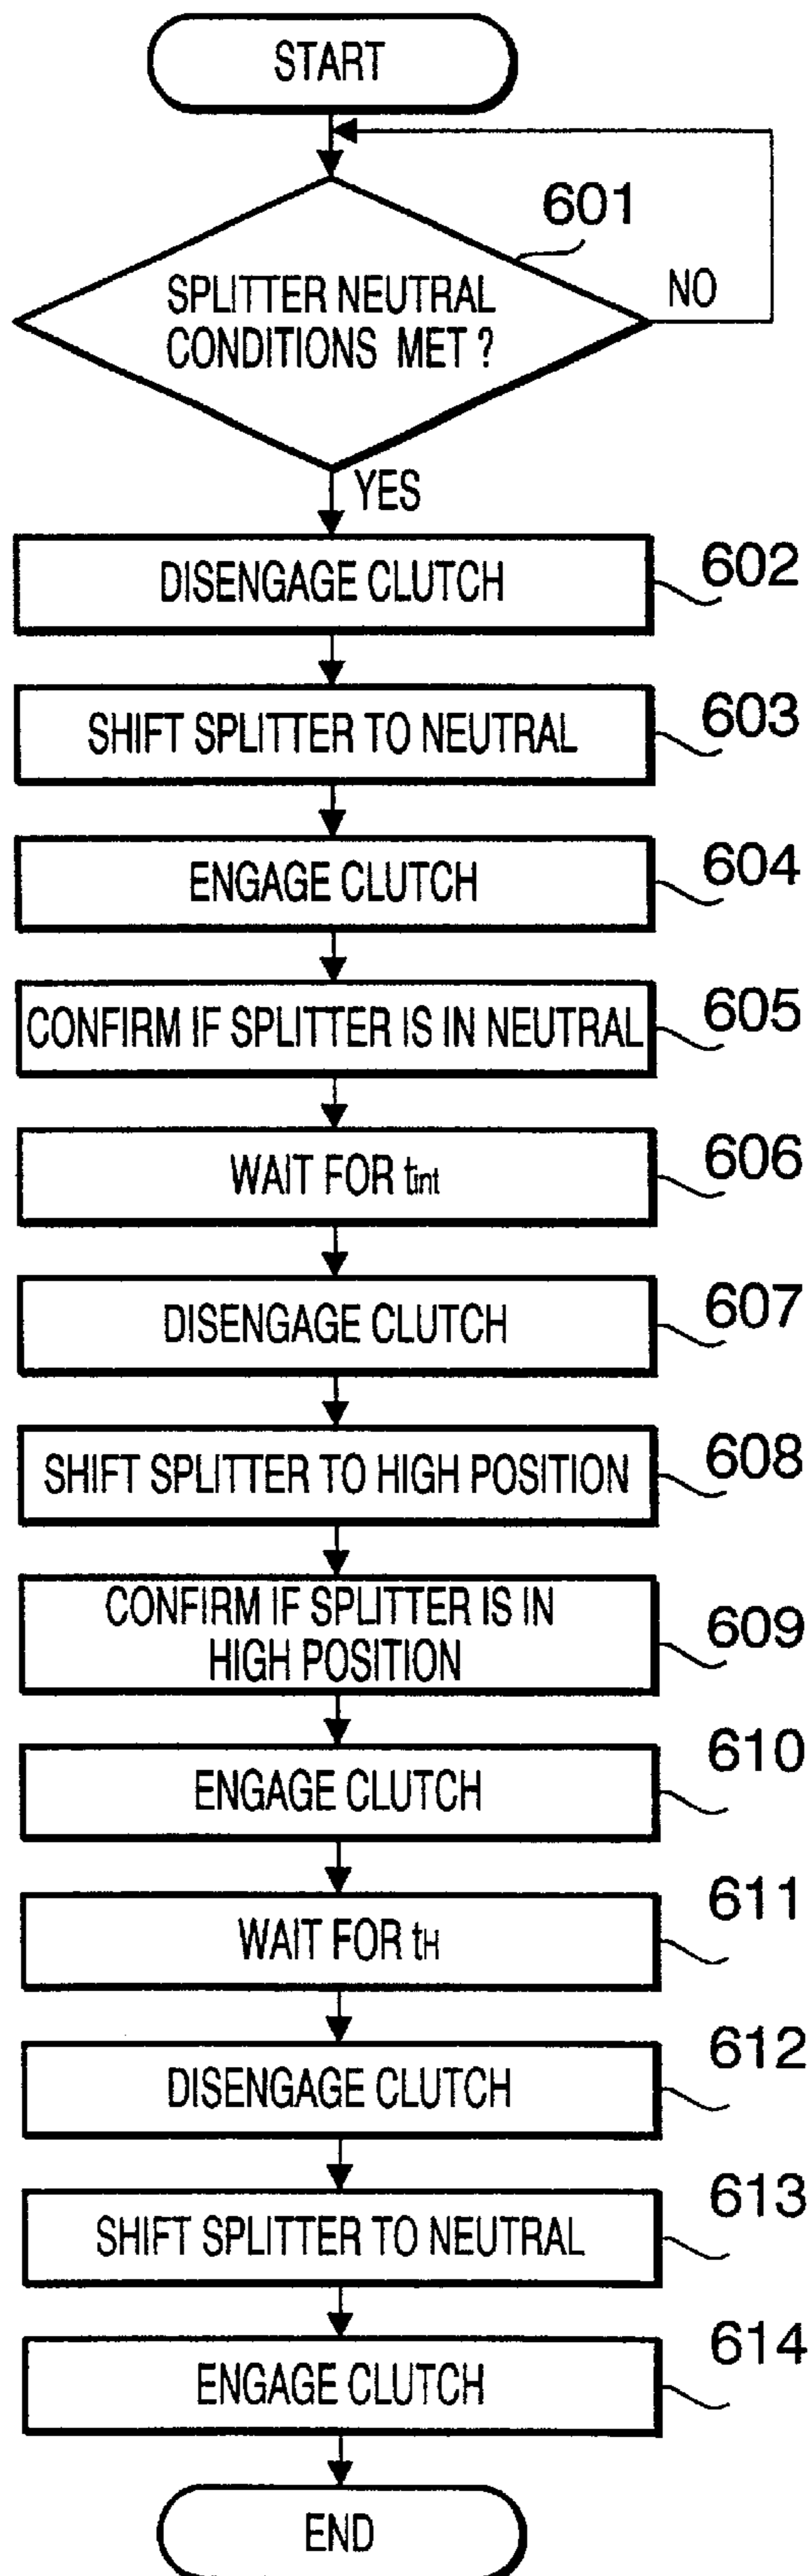 START
601
SPLITTER NEUTRAL
CONDITIONS MET ?
NO
YES
DISENGAGE CLUTCH
602
SHIFT SPLITTER TO NEUTRAL
603
ENGAGE CLUTCH
604
CONFIRM IF SPLITTER IS IN NEUTRAL
605
WAIT FOR tint
606
DISENGAGE CLUTCH
607
SHIFT SPLITTER TO HIGH POSITION
608
CONFIRM IF SPLITTER IS IN
HIGH POSITION
609
ENGAGE CLUTCH
610
WAIT FOR tH
611
DISENGAGE CLUTCH
612
SHIFT SPLITTER TO NEUTRAL
613
ENGAGE CLUTCH
614
END